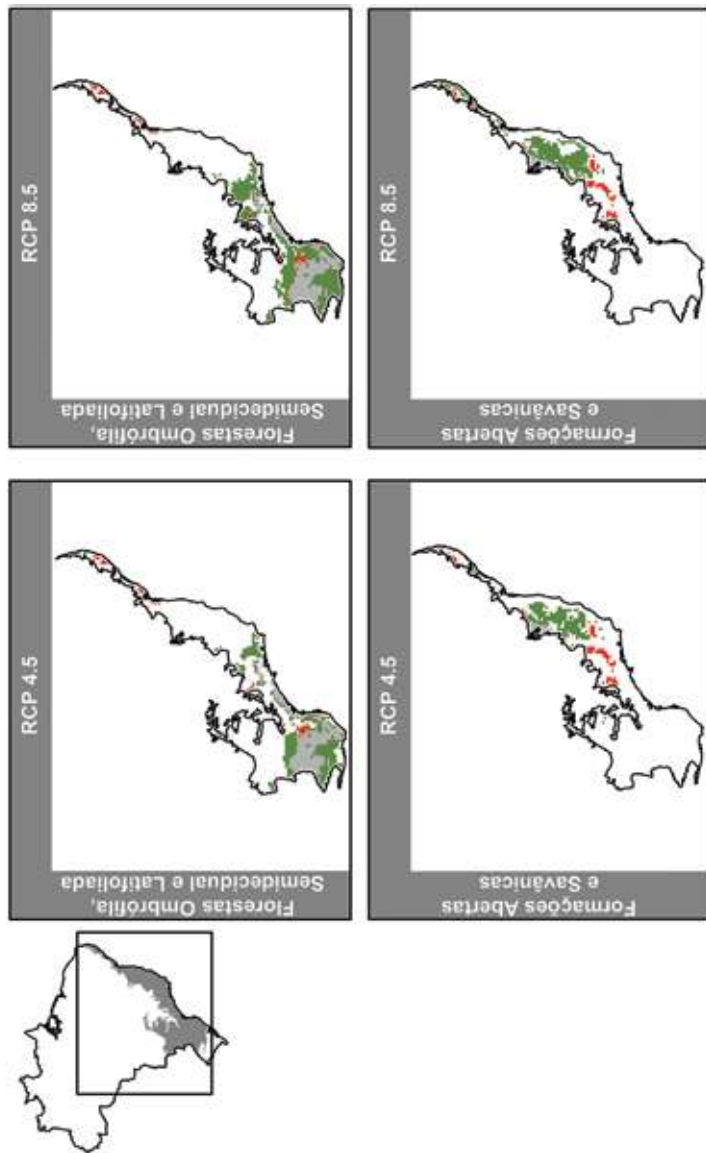 RCP 8.5
Florestas Ombrófila,
Semidecidual e Latifoliada
RCP 8.5
Formações Abertas
e Savânicas
RCP 4.5
Florestas Ombrófila,
Semidecidual e Latifoliada
RCP 4.5
Formações Abertas
e Savânicas